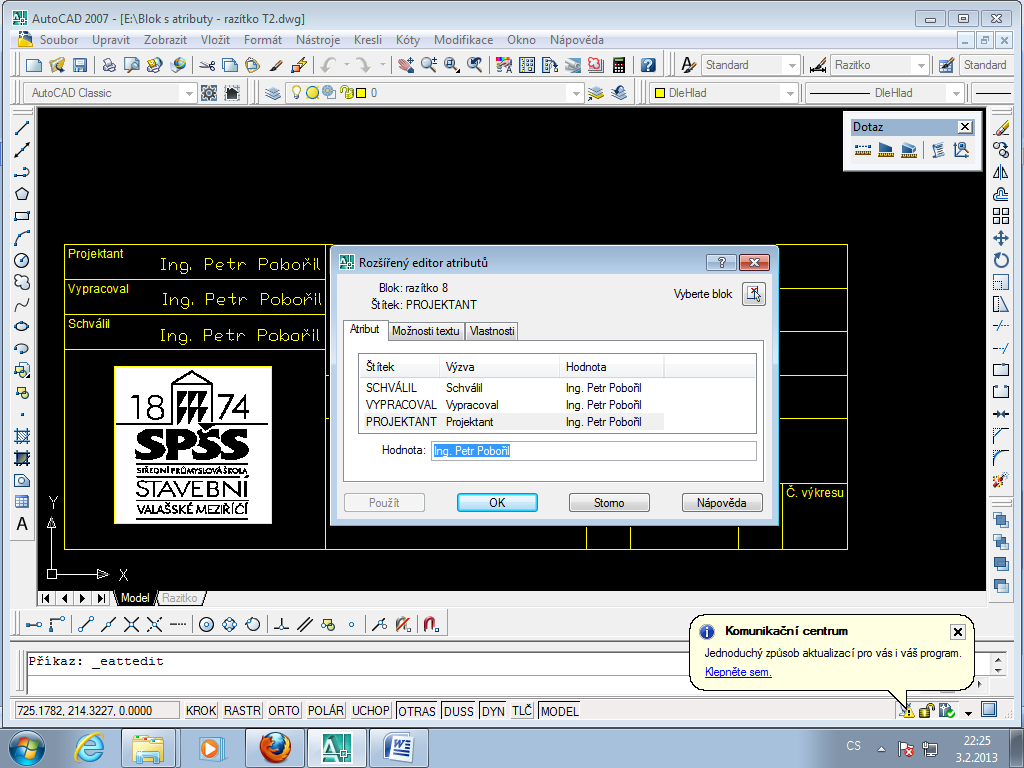 AutoCAD 2007 - [E:\Blok s atributy - razítko T2.dwg]
Soubor Upravit Zobrazit Vložit Formát Nástroje Kresli Kóty Modifikace Okno Nápověda
Standard Razitko Standard
AutoCAD Classic 0 DleHlad DleHlad
Dotaz
Projektant
Ing. Petr Pobořil
Vypracoval
Ing. Petr Pobořil
Schválil
Ing. Petr Pobořil
18 74
SPŠS
STŘEDNÍ PRŮMYSLOVÁ ŠKOLA
STAVEBNÍ
VALAŠSKÉ MEZIŘÍČÍ
Rozšířený editor atributů
Blok: razítko 8
Štítek: PROJEKTANT
Vyberte blok
Atribut Možnosti textu Vlastnosti
Štítek Výzva Hodnota
SCHVÁLIL Schválil Ing. Petr Pobořil
VYPRACOVAL Vypracoval Ing. Petr Pobořil
PROJEKTANT Projektant Ing. Petr Pobořil
Hodnota: Ing. Petr Pobořil
Použít OK Storno Nápověda
Č. výkresu
Y
X
A
Model Razitko
Komunikační centrum
Jednoduchý způsob aktualizací pro vás i váš program.
Klepněte sem.
Příkaz: _eattedit
725.1782, 214.3227, 0.0000 KROK RASTR ORTO POLÁR UCHOP OTRAS DUSS DYN TLČ MODEL
CS
22:25
3.2.2013